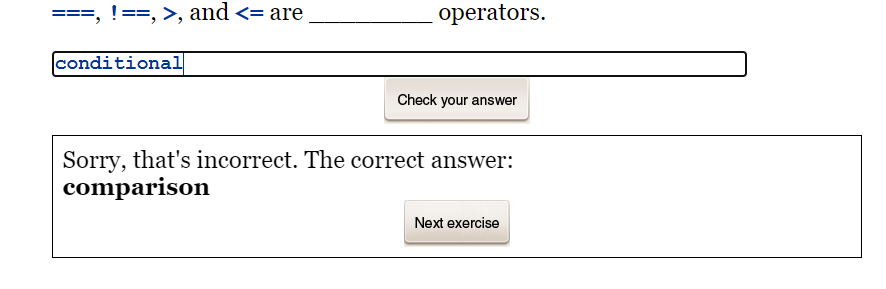 ===, !==, >, and <= are _________ operators.
conditional
Check your answer
Sorry, that's incorrect. The correct answer:
comparison
Next exercise